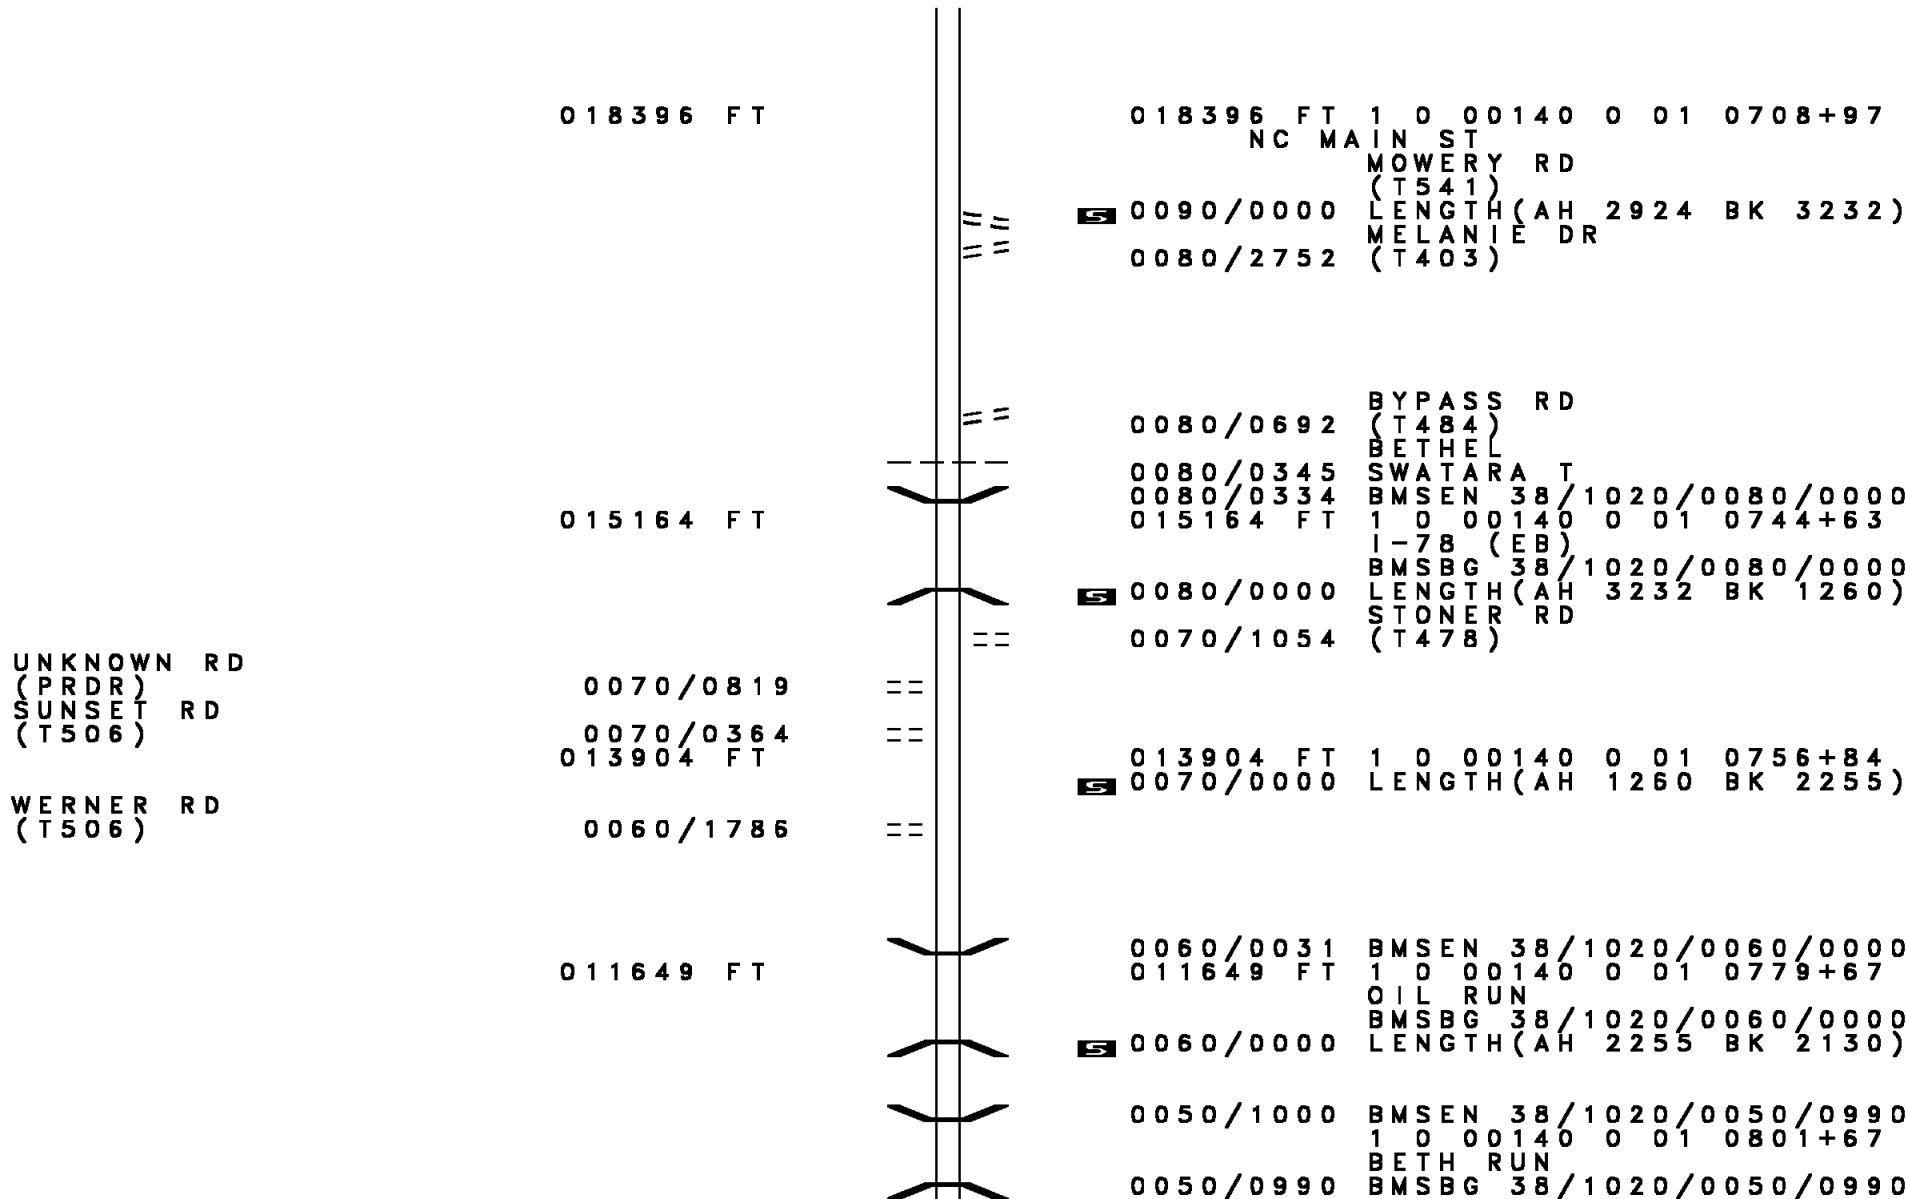 018396 FT 018396 FT 1 0 00140 0 01 0708+97
NC MAIN ST
MOWERY RD
(T541)
S 0090/0000 LENGTH(AH 2924 BK 3232)
MELANIE DR
0080/2752 (T403)
BYPASS RD
0080/0692 (T484)
BETHEL
0080/0345 SWATARA T
0080/0334 BMSEN 38/1020/0080/0000
015164 FT 015164 FT 1 0 00140 0 01 0744+63
I-78 (EB)
BMSBG 38/1020/0080/0000
S 0080/0000 LENGTH(AH 3232 BK 1260)
STONER RD
0070/1054 (T478)
UNKNOWN RD
(PRDR) 0070/0819
SUNSET RD
(T506) 0070/0364
013904 FT 013904 FT 1 0 00140 0 01 0756+84
S 0070/0000 LENGTH(AH 1260 BK 2255)
WERNER RD
(T506) 0060/1786
0060/0031 BMSEN 38/1020/0060/0000
011649 FT 011649 FT 1 0 00140 0 01 0779+67
OIL RUN
BMSBG 38/1020/0060/0000
S 0060/0000 LENGTH(AH 2255 BK 2130)
0050/1000 BMSEN 38/1020/0050/0990
1 0 00140 0 01 0801+67
BETH RUN
0050/0990 BMSBG 38/1020/0050/0990